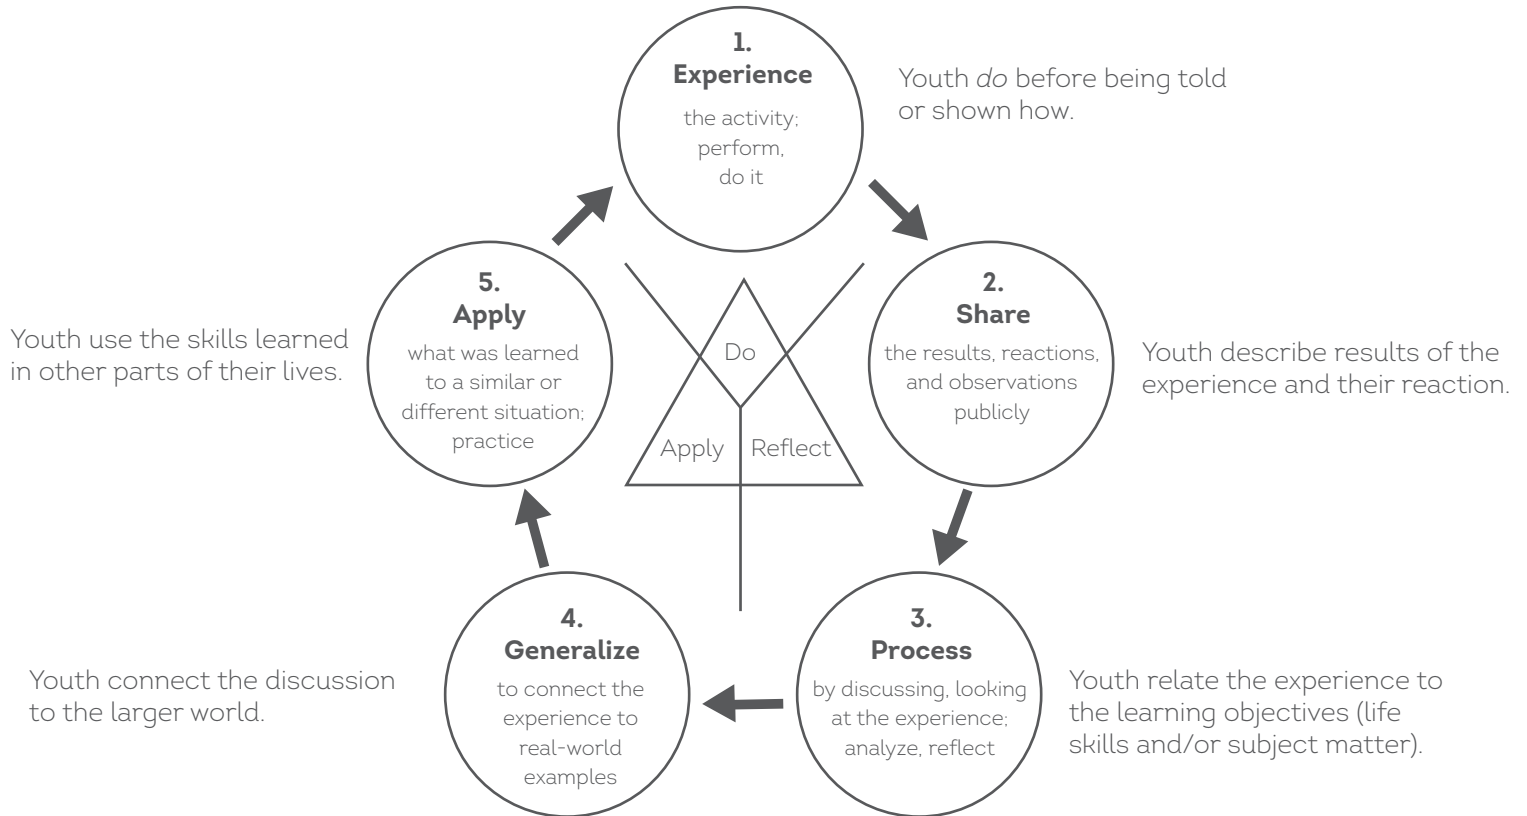 1.
Experience
the activity;
perform,
do it
Youth do before being told
or shown how.
2.
Share
the results, reactions,
and observations
publicly
Youth describe results of the
experience and their reaction.
3.
Process
by discussing, looking
at the experience;
analyze, reflect
Youth relate the experience to
the learning objectives (life
skills and/or subject matter).
4.
Generalize
to connect the
experience to
real-world
examples
Youth connect the discussion
to the larger world.
5.
Apply
what was learned
to a similar or
different situation;
practice
Youth use the skills learned
in other parts of their lives.
Do
Apply
Reflect